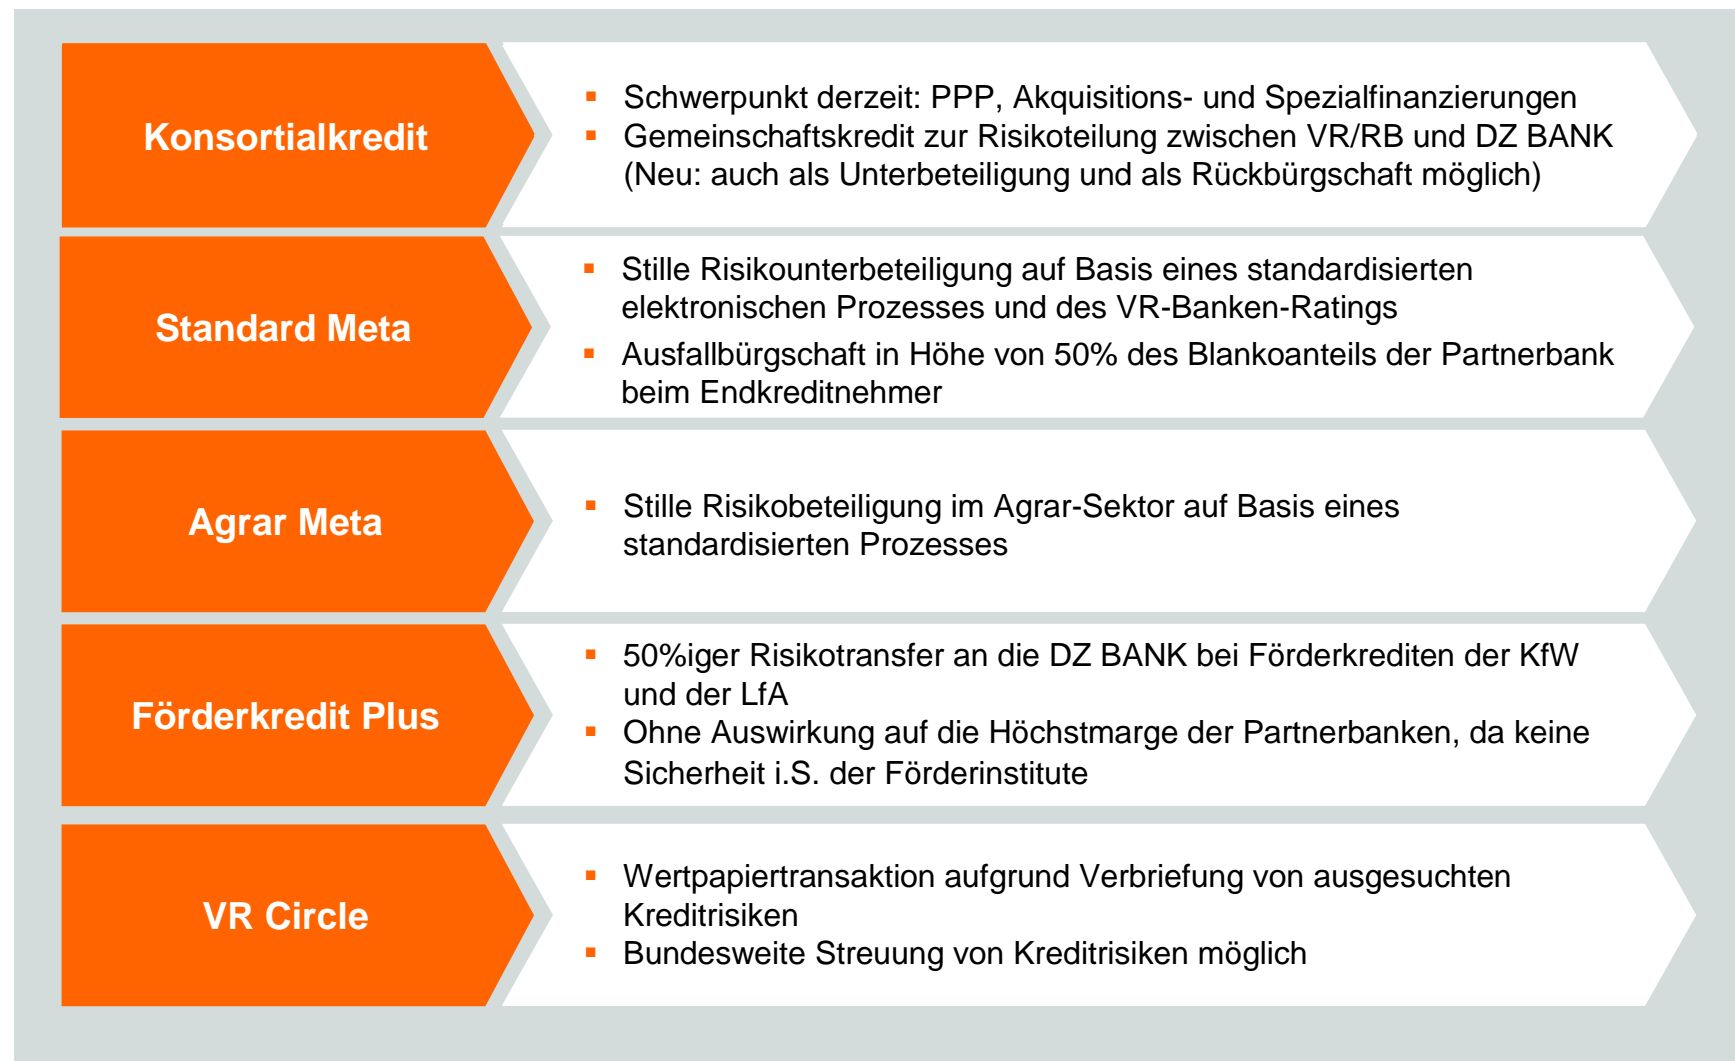 Konsortialkredit
▪ Schwerpunkt derzeit: PPP, Akquisitions- und Spezialfinanzierungen
▪ Gemeinschaftskredit zur Risikoteilung zwischen VR/RB und DZ BANK
(Neu: auch als Unterbeteiligung und als Rückbürgschaft möglich)
Standard Meta
▪ Stille Risikounterbeteiligung auf Basis eines standardisierten
elektronischen Prozesses und des VR-Banken-Ratings
▪ Ausfallbürgschaft in Höhe von 50% des Blankoanteils der Partnerbank
beim Endkreditnehmer
Agrar Meta
▪ Stille Risikobeteiligung im Agrar-Sektor auf Basis eines
standardisierten Prozesses
Förderkredit Plus
▪ 50%iger Risikotransfer an die DZ BANK bei Förderkrediten der KfW
und der LfA
▪ Ohne Auswirkung auf die Höchstmarge der Partnerbanken, da keine
Sicherheit i.S. der Förderinstitute
VR Circle
▪ Wertpapiertransaktion aufgrund Verbriefung von ausgesuchten
Kreditrisiken
▪ Bundesweite Streuung von Kreditrisiken möglich